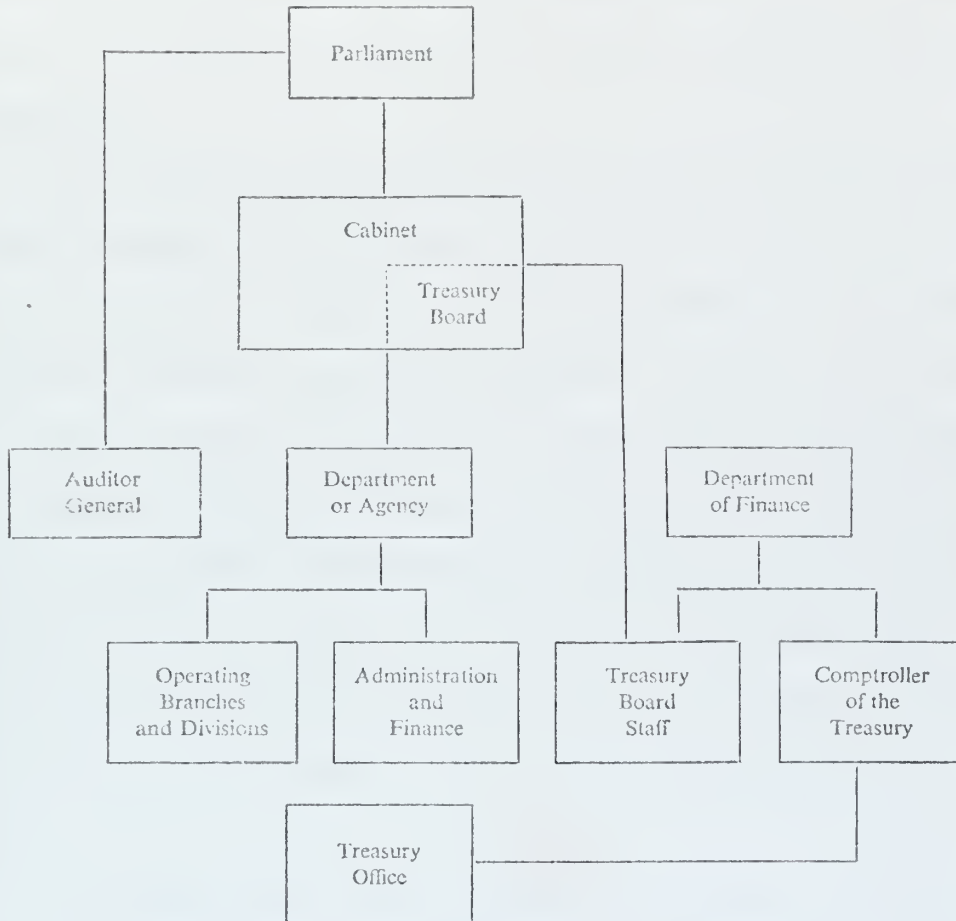 Parliament
Cabinet
Treasury
Board
Auditor
General
Department
or Agency
Department
of Finance
Operating
Branches
and Divisions
Administration
and
Finance
Treasury
Board
Staff
Comptroller
of the
Treasury
Treasury
Office